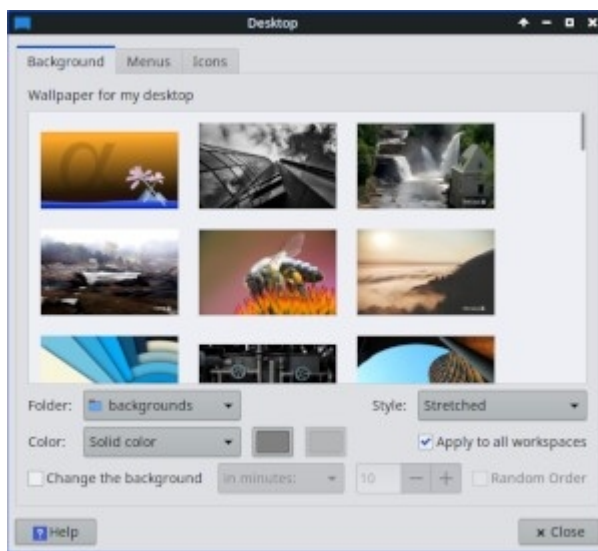 Desktop
Background Menus Icons
Wallpaper for my desktop
Folder: backgrounds Style: Stretched
Color: Solid color Apply to all workspaces
Change the background in minutes: 10 Random Order
Help Close